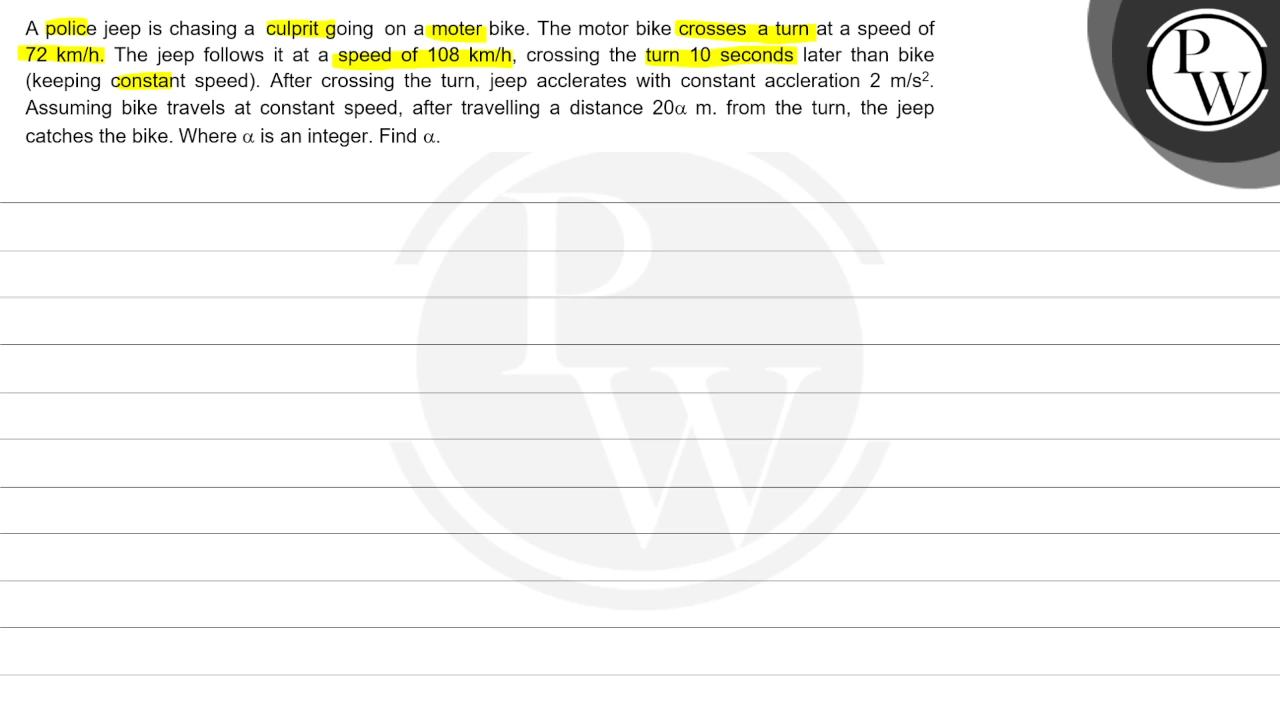 A police jeep is chasing a culprit going on a moter bike. The motor bike crosses a turn at a speed of
72 km/h. The jeep follows it at a speed of 108 km/h, crossing the turn 10 seconds later than bike
(keeping constant speed). After crossing the turn, jeep acclerates with constant accleration 2 m/s².
Assuming bike travels at constant speed, after travelling a distance 20α m. from the turn, the jeep
catches the bike. Where α is an integer. Find α.
P
W
P
W